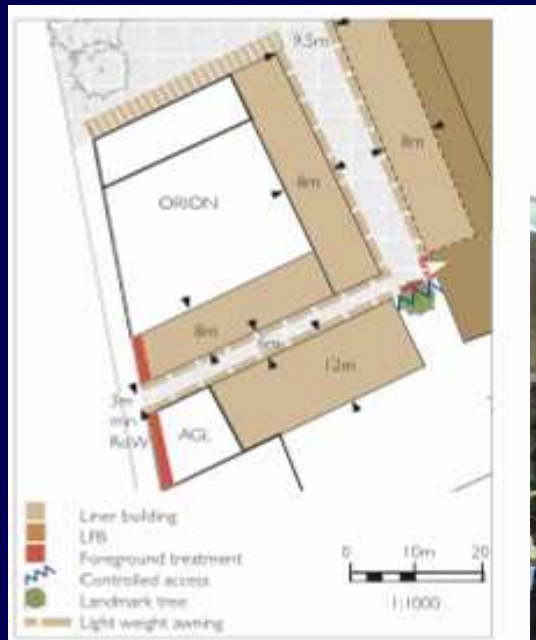 9.5m
8m
8m
ORION
8m
12m
3m
min
RoW
AGL
Liner building
LFB
Foreground treatment
Controlled access
Landmark tree
Light weight awning
0 10m 20
1:1000